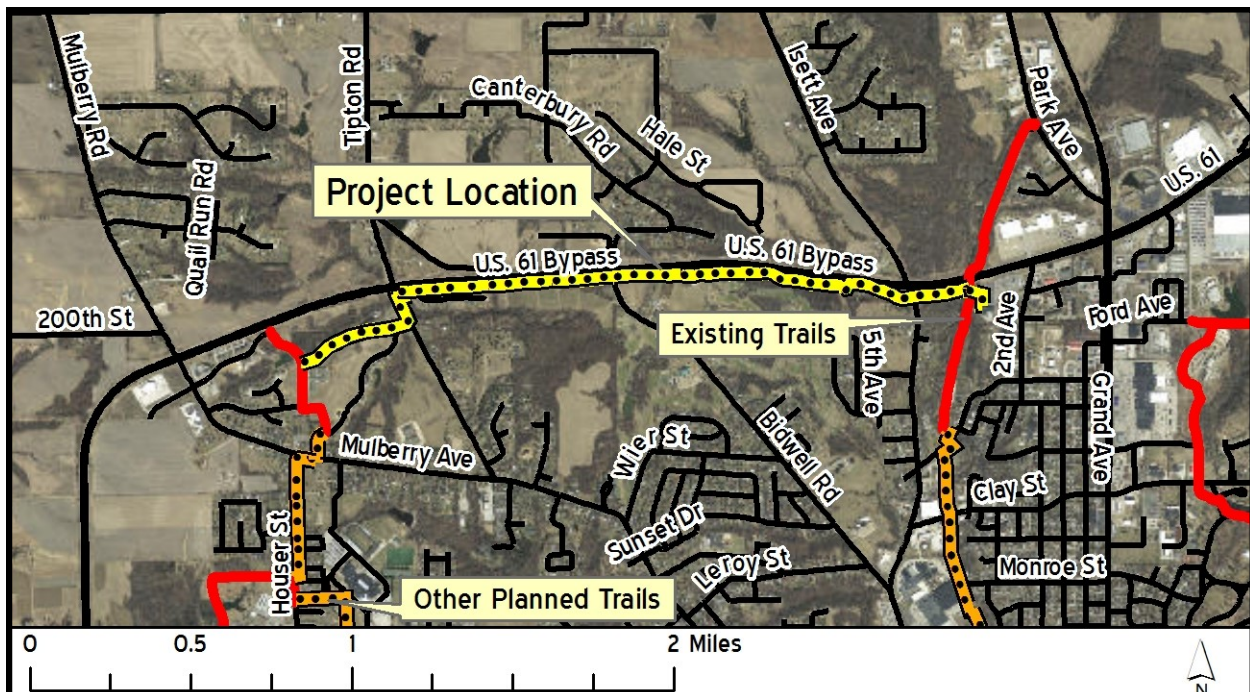 Mulberry Rd
Tipton Rd
Canterbury Rd
Hale St
Isett Ave
Park Ave
U.S. 61
Quail Run Rd
Project Location
U.S. 61 Bypass
U.S. 61 Bypass
200th St
Existing Trails
5th Ave
2nd Ave
Ford Ave
Grand Ave
Mulberry Ave
Wier St
Bidwell Rd
Clay St
Sunset Dr
Leroy St
Monroe St
Houser St
Other Planned Trails
0 0.5 1 2 Miles
N